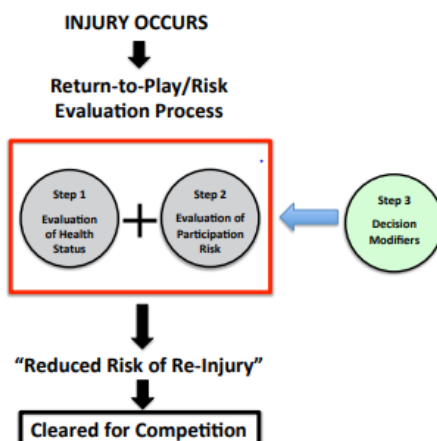 INJURY OCCURS
Return-to-Play/Risk
Evaluation Process
Step 1
Evaluation
of Health
Status
+
Step 2
Evaluation of
Participation
Risk
Step 3
Decision
Modifiers
“Reduced Risk of Re-Injury”
Cleared for Competition